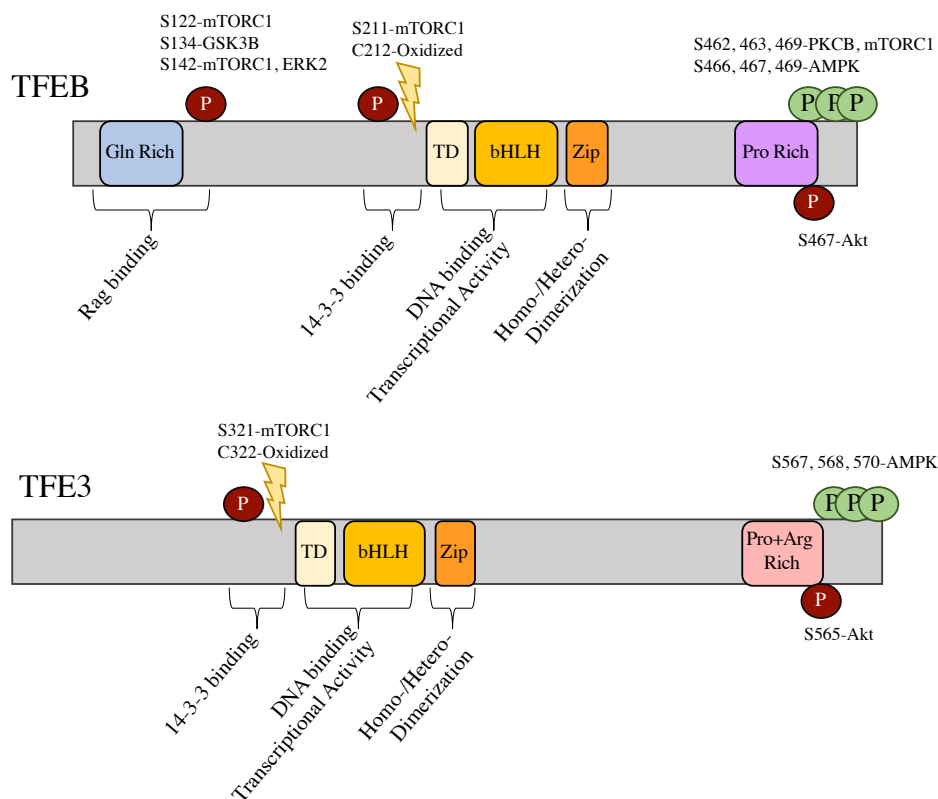 S122-mTORC1
S134-GSK3B
S142-mTORC1, ERK2
S211-mTORC1
C212-Oxidized
S462, 463, 469-PKCB, mTORC1
S466, 467, 469-AMPK
TFEB
P
P
P
P
P
Gln Rich
TD
bHLH
Zip
Pro Rich
P
S467-Akt
Rag binding
14-3-3 binding
DNA binding
Transcriptional Activity
Homo-/Hetero-
Dimerization
S321-mTORC1
C322-Oxidized
S567, 568, 570-AMPK
TFE3
P
P
P
P
TD
bHLH
Zip
Pro+Arg
Rich
P
S565-Akt
14-3-3 binding
DNA binding
Transcriptional Activity
Homo-/Hetero-
Dimerization